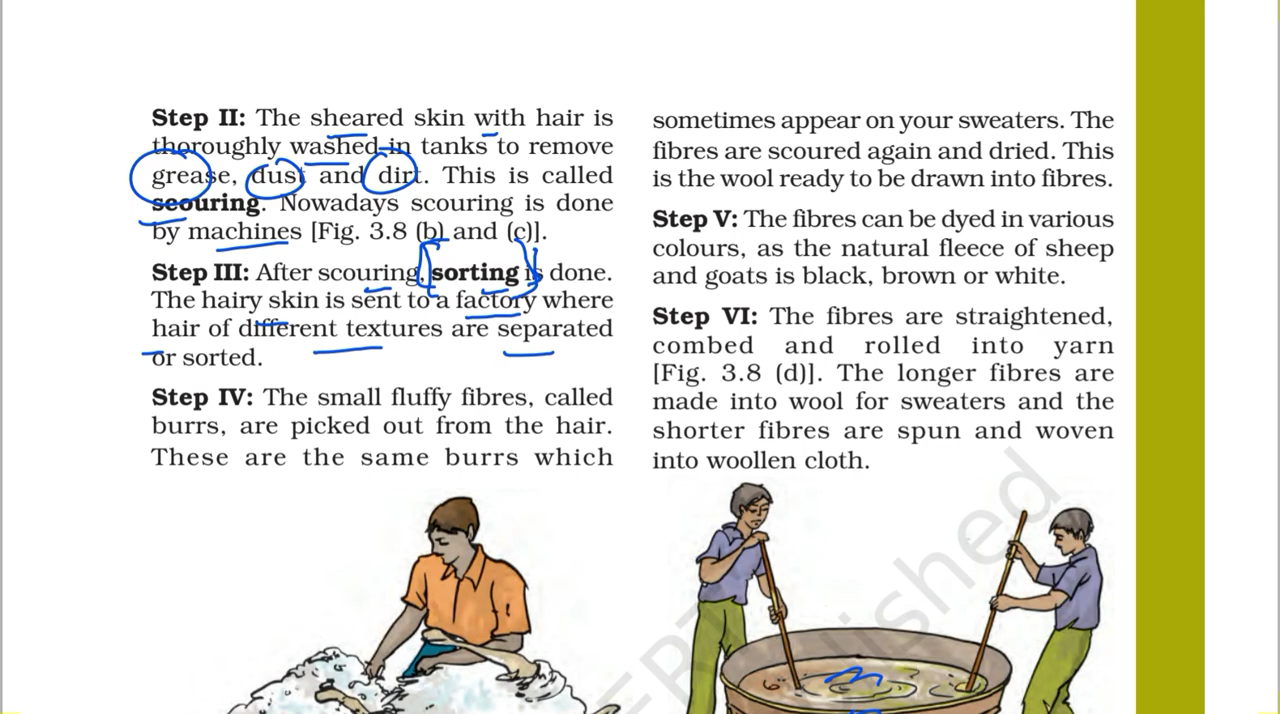 Step II: The sheared skin with hair is
thoroughly washed in tanks to remove
grease, dust and dirt. This is called
scouring. Nowadays scouring is done
by machines [Fig. 3.8 (b) and (c)].
Step III: After scouring, sorting is done.
The hairy skin is sent to a factory where
hair of different textures are separated
or sorted.
Step IV: The small fluffy fibres, called
burrs, are picked out from the hair.
These are the same burrs which
sometimes appear on your sweaters. The
fibres are scoured again and dried. This
is the wool ready to be drawn into fibres.
Step V: The fibres can be dyed in various
colours, as the natural fleece of sheep
and goats is black, brown or white.
Step VI: The fibres are straightened,
combed and rolled into yarn
[Fig. 3.8 (d)]. The longer fibres are
made into wool for sweaters and the
shorter fibres are spun and woven
into woollen cloth.